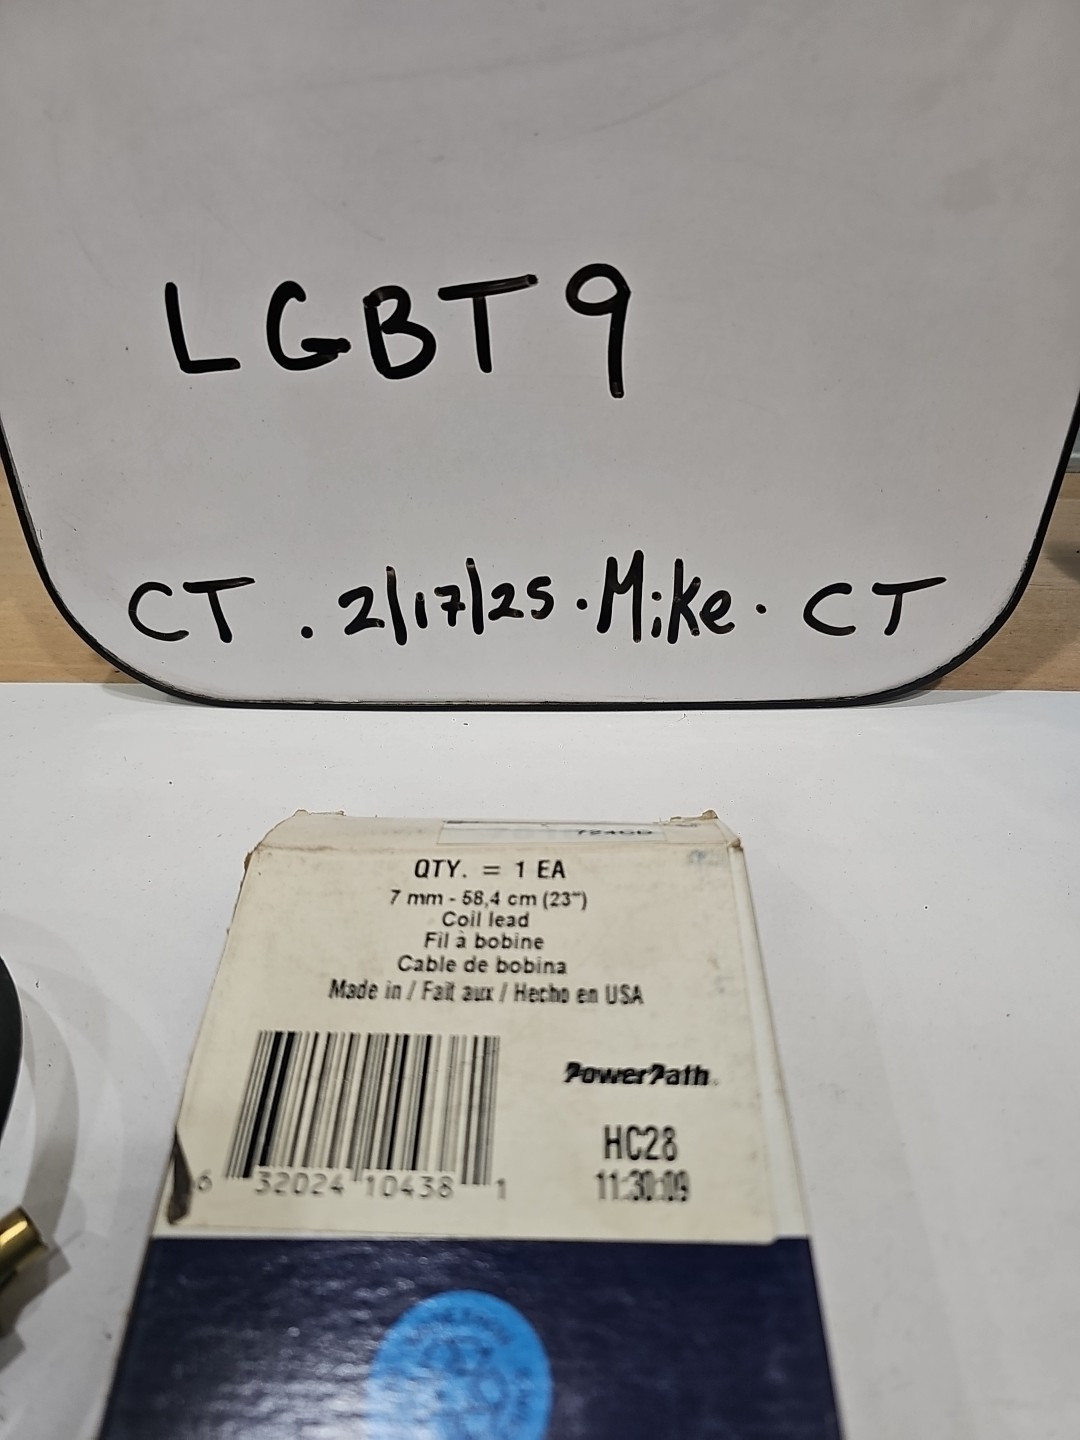 LGBT9
CT . 2/17/25 . Mike . CT
QTY. = 1 EA
7 mm - 58,4 cm (23")
Coil lead
Fil à bobine
Cable de bobina
Made in / Fait aux / Hecho en USA
PowerPath
HC28
11:30:09
6 32024 10438 1